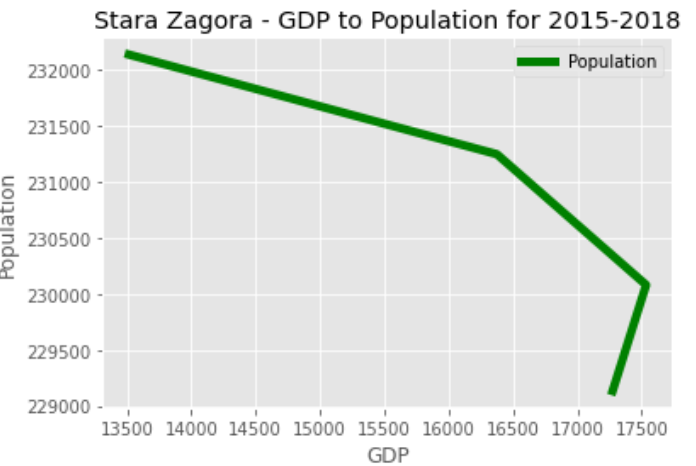 Stara Zagora - GDP to Population for 2015-2018
Population
232000
231500
231000
230500
230000
229500
229000
Population
13500 14000 14500 15000 15500 16000 16500 17000 17500
GDP